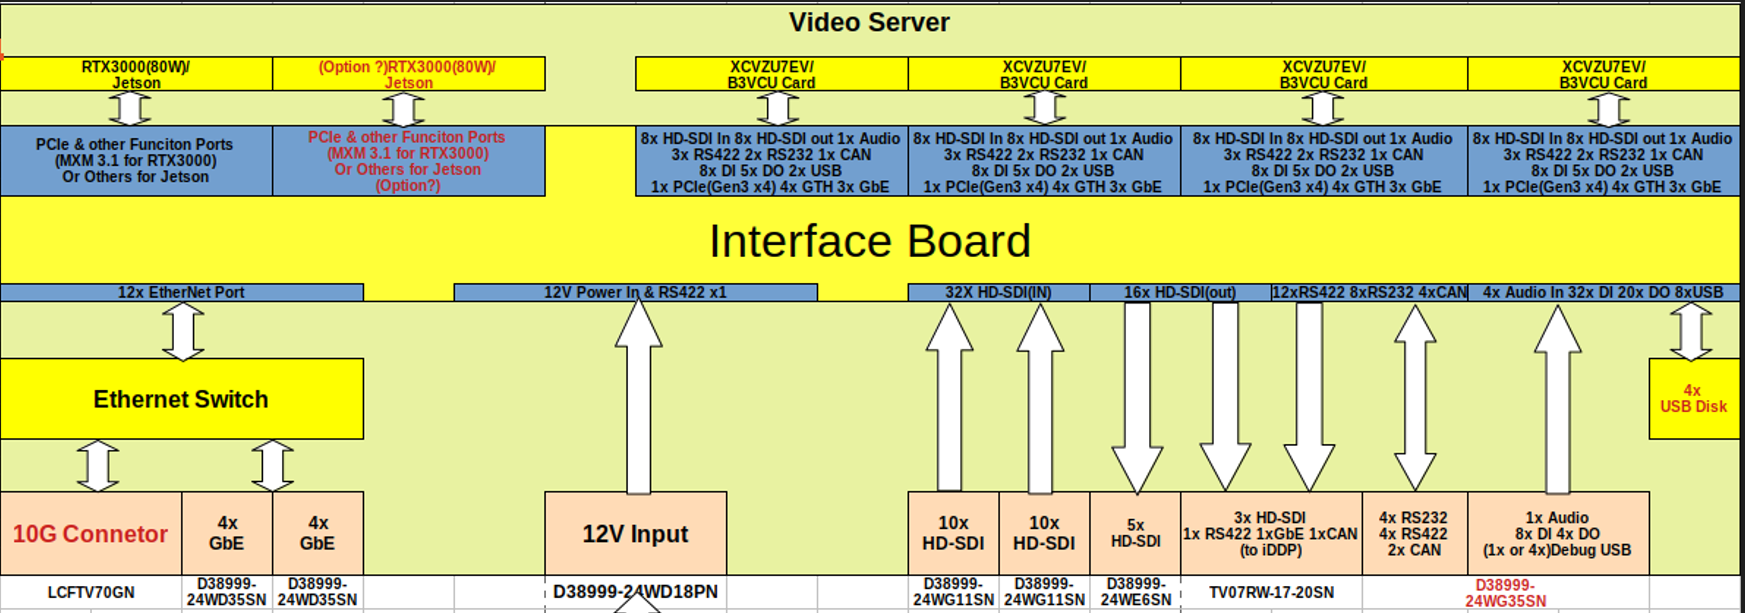 Video Server
RTX3000(80W)/
Jetson
(Option ?)RTX3000(80W)/
Jetson
XCVZU7EV/
B3VCU Card
XCVZU7EV/
B3VCU Card
XCVZU7EV/
B3VCU Card
XCVZU7EV/
B3VCU Card
PCIe & other Funciton Ports
(MXM 3.1 for RTX3000)
Or Others for Jetson
PCIe & other Funciton Ports
(MXM 3.1 for RTX3000)
Or Others for Jetson
(Option?)
8x HD-SDI In 8x HD-SDI out 1x Audio
3x RS422 2x RS232 1x CAN
8x DI 5x DO 2x USB
1x PCIe(Gen3 x4) 4x GTH 3x GbE
8x HD-SDI In 8x HD-SDI out 1x Audio
3x RS422 2x RS232 1x CAN
8x DI 5x DO 2x USB
1x PCIe(Gen3 x4) 4x GTH 3x GbE
8x HD-SDI In 8x HD-SDI out 1x Audio
3x RS422 2x RS232 1x CAN
8x DI 5x DO 2x USB
1x PCIe(Gen3 x4) 4x GTH 3x GbE
8x HD-SDI In 8x HD-SDI out 1x Audio
3x RS422 2x RS232 1x CAN
8x DI 5x DO 2x USB
1x PCIe(Gen3 x4) 4x GTH 3x GbE
Interface Board
12x EtherNet Port
12V Power In & RS422 x1
32X HD-SDI(IN)
16x HD-SDI(out)
12xRS422 8xRS232 4xCAN
4x Audio In 32x DI 20x DO 8xUSB
Ethernet Switch
4x
USB Disk
10G Connetor
4x
GbE
4x
GbE
12V Input
10x
HD-SDI
10x
HD-SDI
5x
HD-SDI
3x HD-SDI
1x RS422 1xGbE 1xCAN
(to iDDP)
4x RS232
4x RS422
2x CAN
1x Audio
8x DI 4x DO
(1x or 4x)Debug USB
LCFTV70GN
D38999-
24WD35SN
D38999-
24WD35SN
D38999-24WD18PN
D38999-
24WG11SN
D38999-
24WG11SN
D38999-
24WE6SN
TV07RW-17-20SN
D38999-
24WG35SN